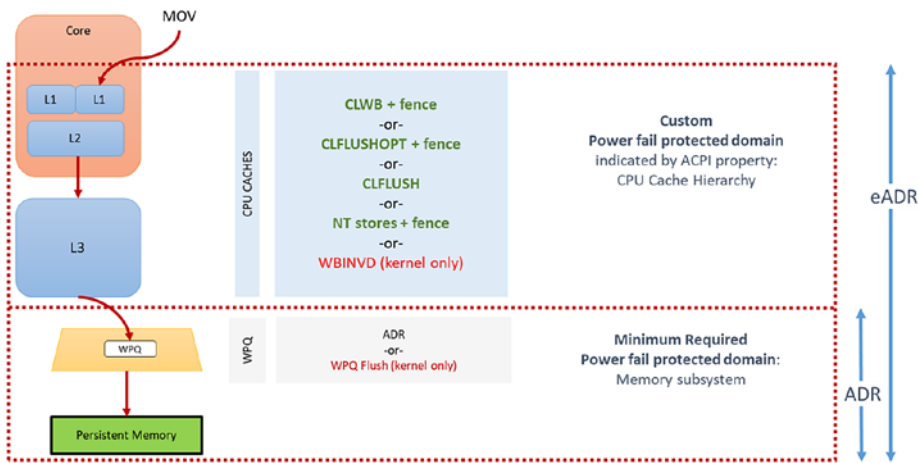 MOV
Core
L1
L1
L2
L3
CPU CACHES
CLWB + fence
-or-
CLFLUSHOPT + fence
-or-
CLFLUSH
-or-
NT stores + fence
-or-
WBINVD (kernel only)
Custom
Power fail protected domain
indicated by ACPI property:
CPU Cache Hierarchy
eADR
WPQ
WPQ
ADR
-or-
WPQ Flush (kernel only)
Minimum Required
Power fail protected domain:
Memory subsystem
ADR
Persistent Memory